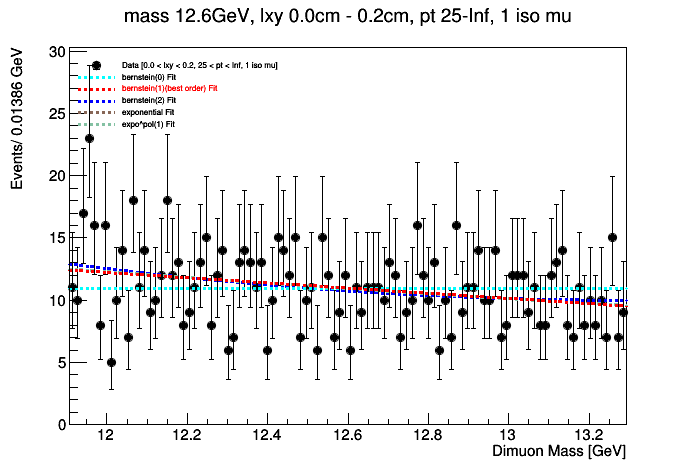 mass 12.6GeV, lxy 0.0cm - 0.2cm, pt 25-Inf, 1 iso mu
Events/ 0.01386 GeV
30
25
20
15
10
5
0
Data [0.0 < lxy < 0.2, 25 < pt < Inf, 1 iso mu]
bernstein(0) Fit
bernstein(1)(best order) Fit
bernstein(2) Fit
exponential Fit
expo*pol(1) Fit
12 12.2 12.4 12.6 12.8 13 13.2
Dimuon Mass [GeV]